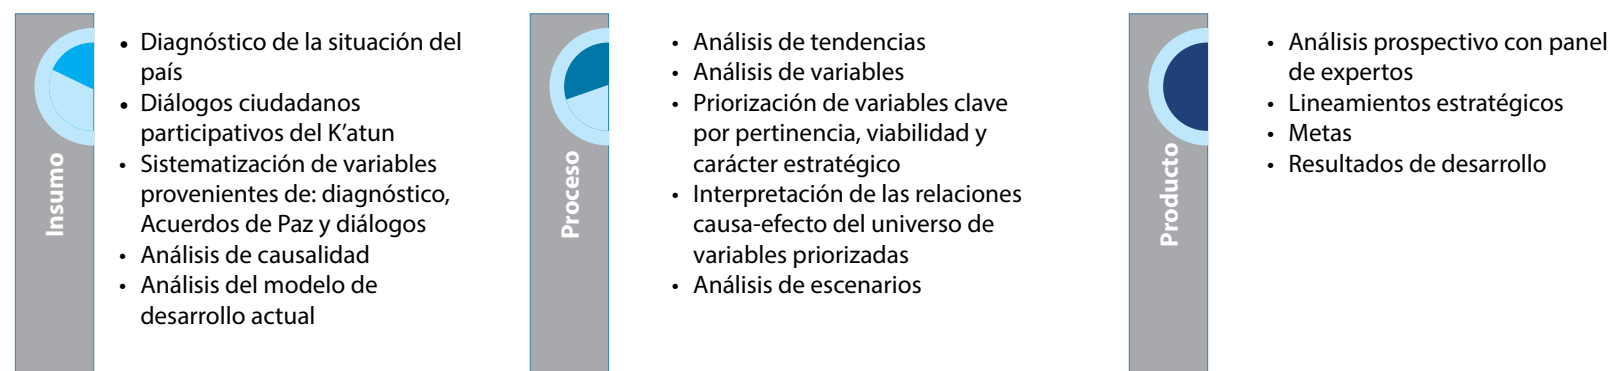 Insumo
• Diagnóstico de la situación del
país
• Diálogos ciudadanos
participativos del K’atun
• Sistematización de variables
provenientes de: diagnóstico,
Acuerdos de Paz y diálogos
• Análisis de causalidad
• Análisis del modelo de
desarrollo actual
Proceso
• Análisis de tendencias
• Análisis de variables
• Priorización de variables clave
por pertinencia, viabilidad y
carácter estratégico
• Interpretación de las relaciones
causa-efecto del universo de
variables priorizadas
• Análisis de escenarios
Producto
• Análisis prospectivo con panel
de expertos
• Lineamientos estratégicos
• Metas
• Resultados de desarrollo